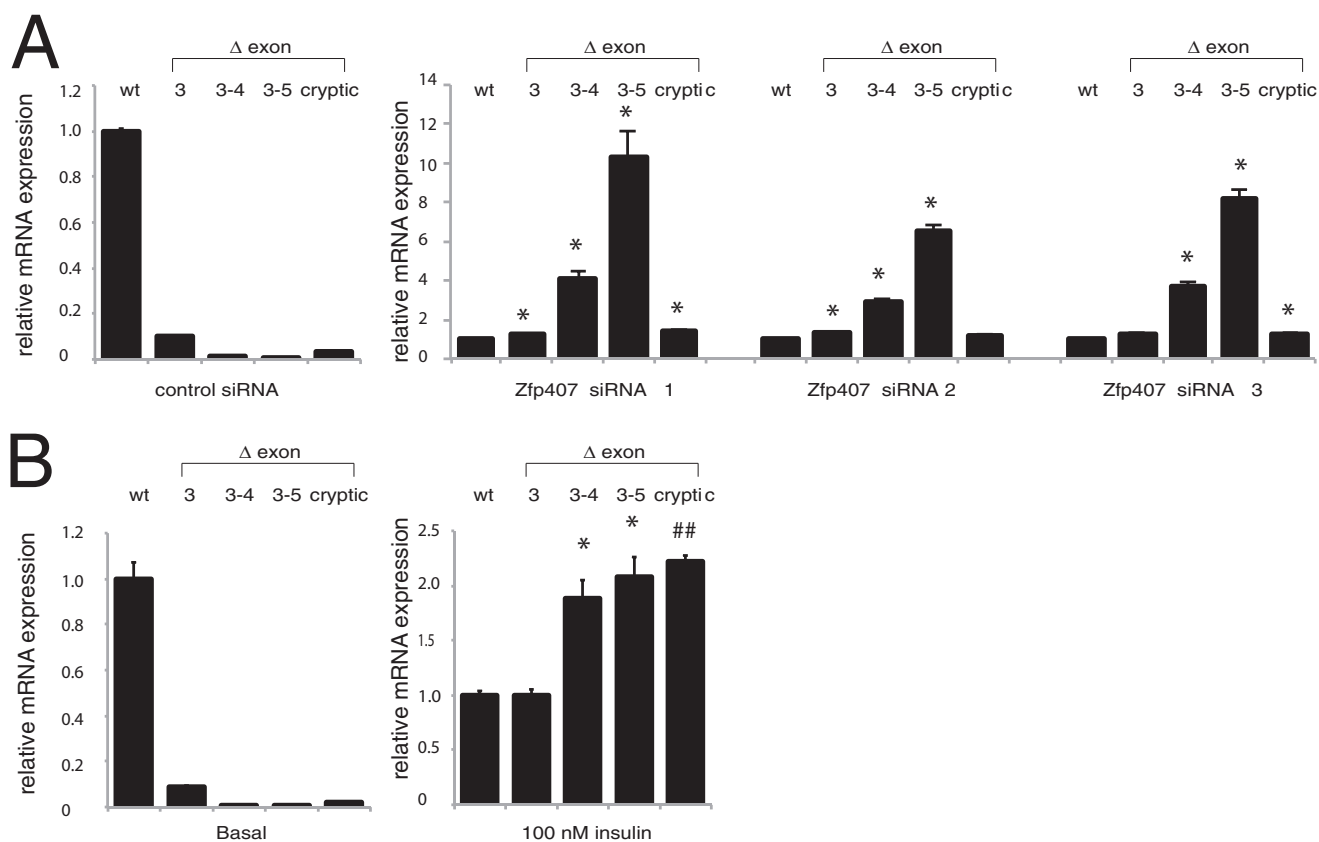 A
Δ exon
Δ exon
Δ exon
Δ exon
wt 3 3-4 3-5 cryptic
wt 3 3-4 3-5 cryptic
wt 3 3-4 3-5 cryptic
wt 3 3-4 3-5 cryptic
relative mRNA expression
1.2
1.0
0.8
0.6
0.4
0.2
0
control siRNA
relative mRNA expression
14
12
10
8
6
4
2
0
* * * *
* * *
* * *
Zfp407 siRNA 1
Zfp407 siRNA 2
Zfp407 siRNA 3
B
Δ exon
Δ exon
wt 3 3-4 3-5 cryptic
wt 3 3-4 3-5 cryptic
relative mRNA expression
1.2
1.0
0.8
0.6
0.4
0.2
0
Basal
relative mRNA expression
2.5
2.0
1.5
1.0
0.5
0
* * ##
100 nM insulin